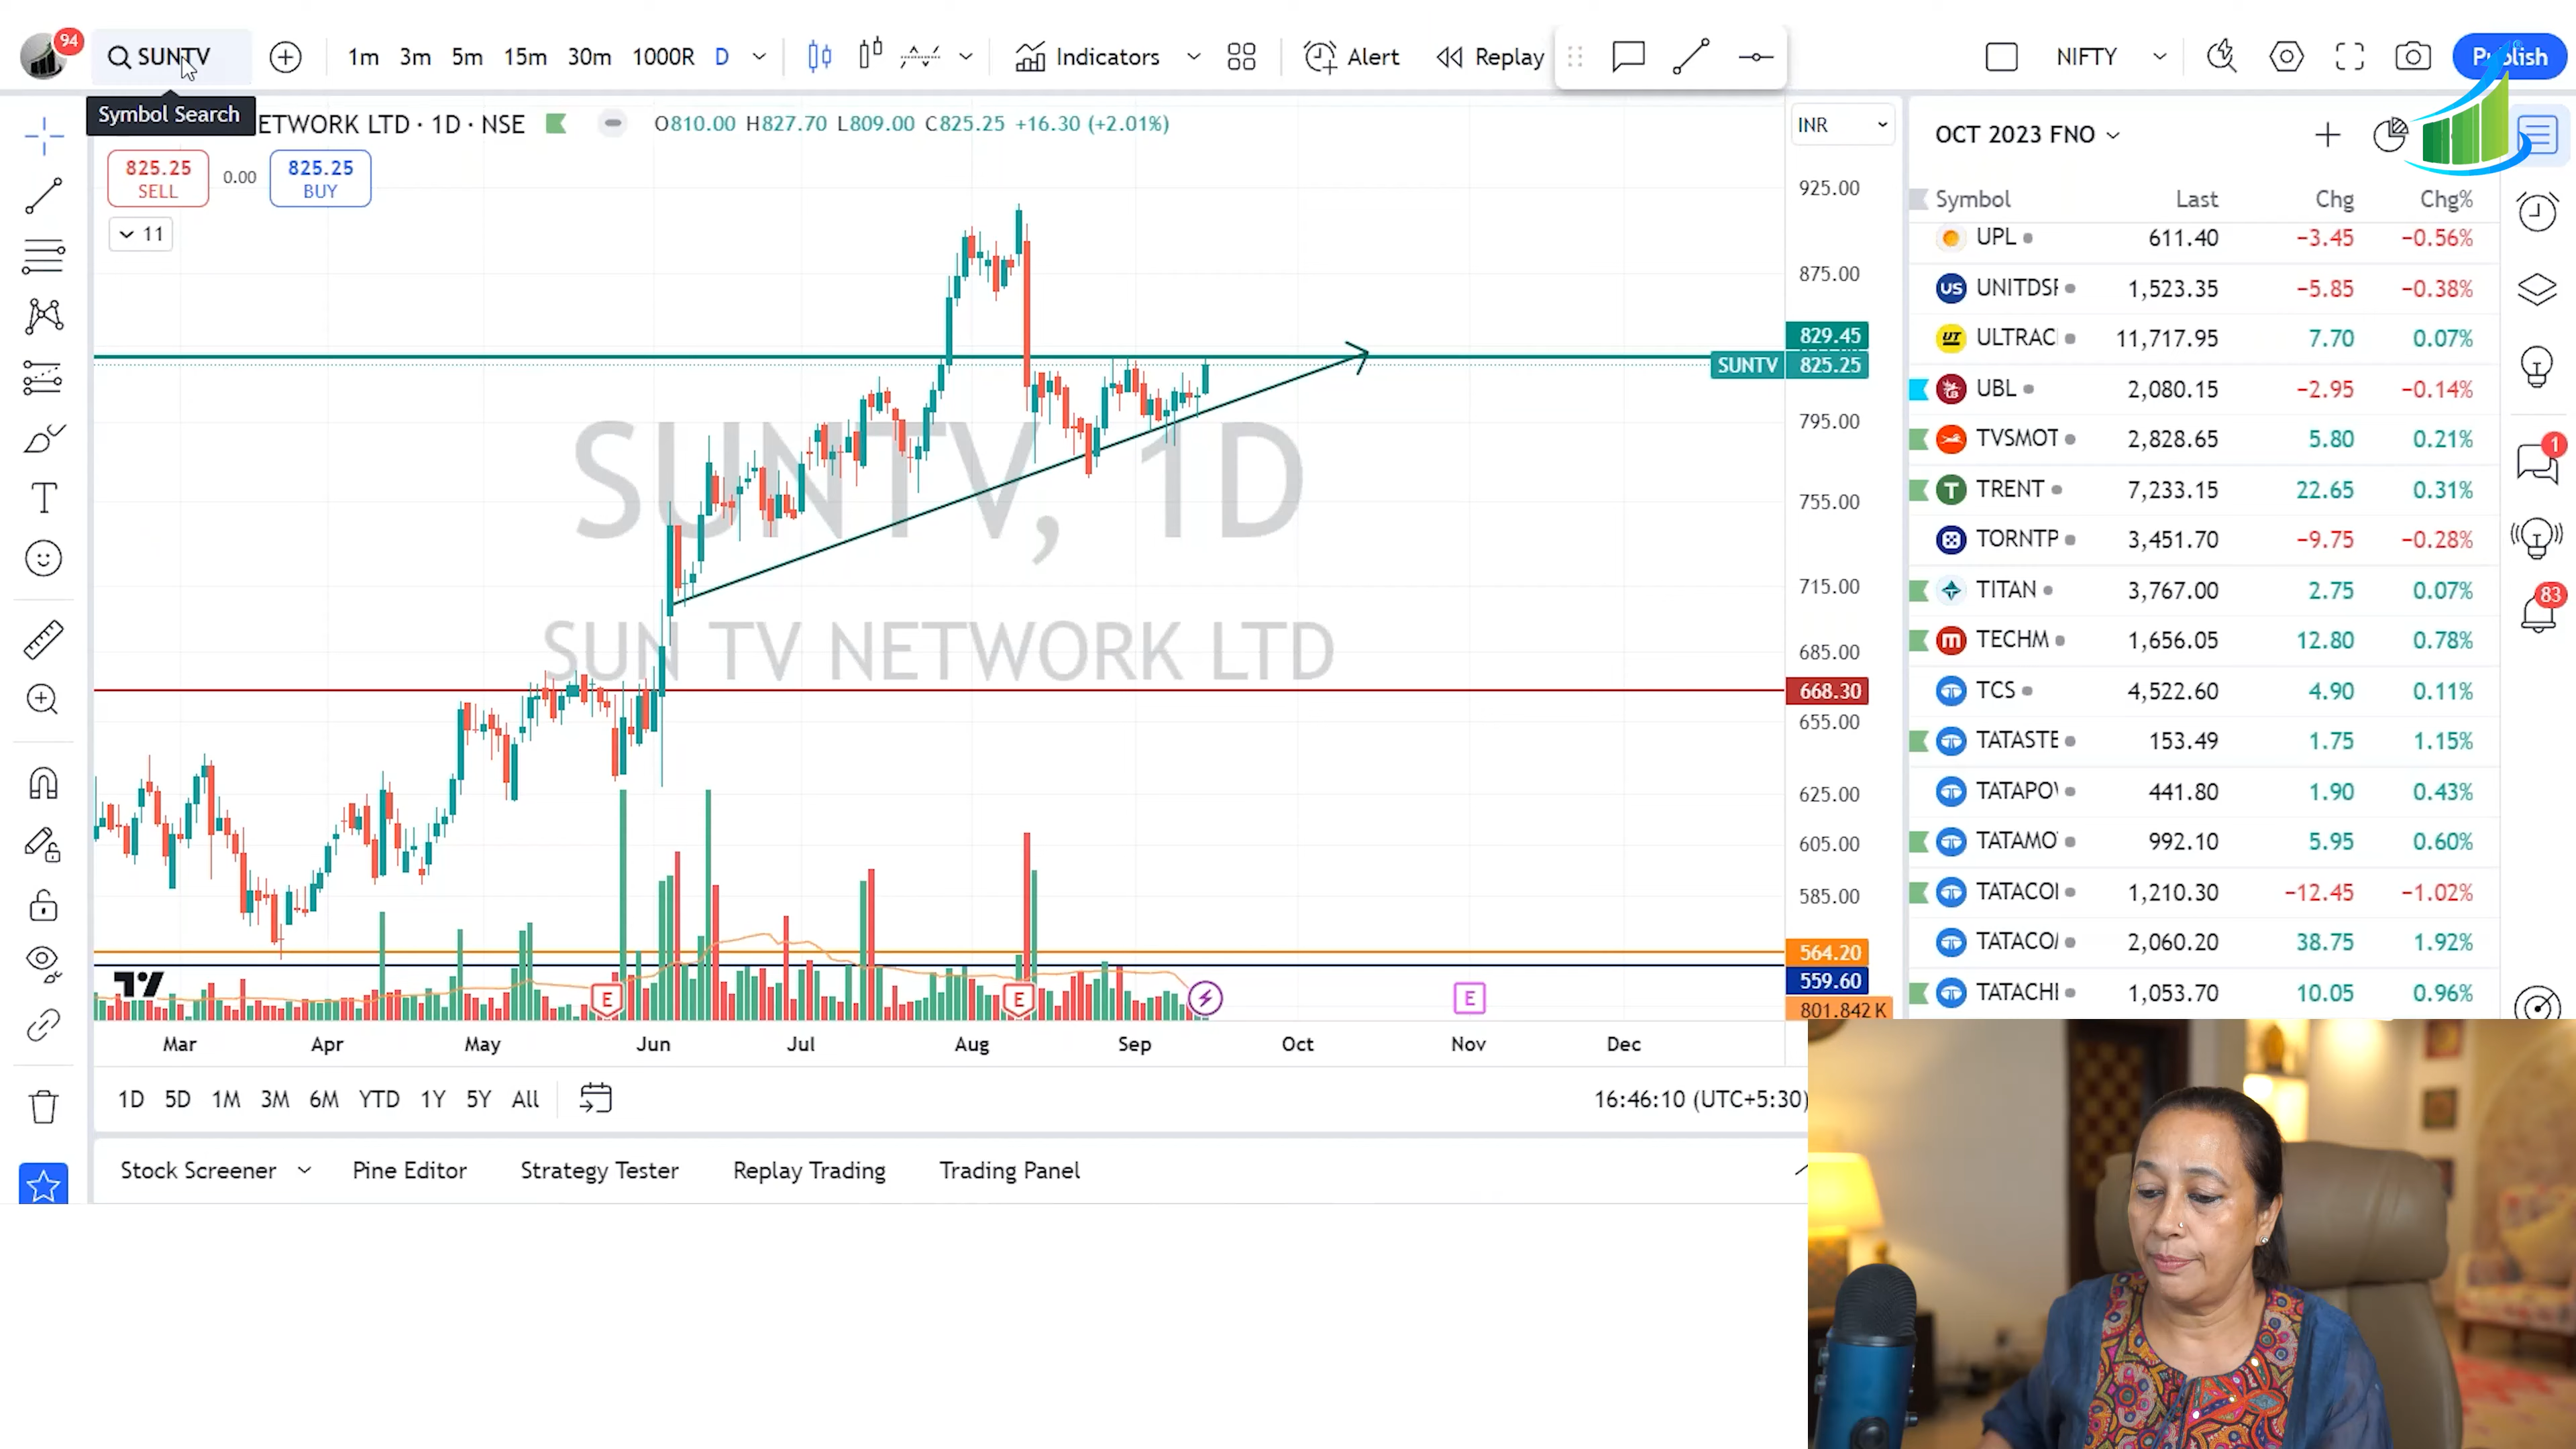 94
SUNTV
1m 3m 5m 15m 30m 1000R D
Indicators
Alert
Replay
NIFTY
Publish
Symbol Search
ETWORK LTD · 1D · NSE
O810.00 H827.70 L809.00 C825.25 +16.30 (+2.01%)
INR
825.25
SELL
0.00
825.25
BUY
11
SUNTV, 1D
SUN TV NETWORK LTD
925.00
875.00
829.45
SUNTV 825.25
795.00
755.00
715.00
685.00
668.30
655.00
625.00
605.00
585.00
564.20
559.60
801.842 K
E
E
E
Mar Apr May Jun Jul Aug Sep Oct Nov Dec
1D 5D 1M 3M 6M YTD 1Y 5Y All
16:46:10 (UTC+5:30)
Stock Screener Pine Editor Strategy Tester Replay Trading Trading Panel
OCT 2023 FNO
Symbol Last Chg Chg%
UPL 611.40 −3.45 −0.56%
US UNITDSP 1,523.35 −5.85 −0.38%
UT ULTRAC 11,717.95 7.70 0.07%
UBL 2,080.15 −2.95 −0.14%
TVSMOT 2,828.65 5.80 0.21%
T TRENT 7,233.15 22.65 0.31%
TORNTP 3,451.70 −9.75 −0.28%
TITAN 3,767.00 2.75 0.07%
TECHM 1,656.05 12.80 0.78%
TCS 4,522.60 4.90 0.11%
TATASTE 153.49 1.75 1.15%
TATAPO 441.80 1.90 0.43%
TATAMO 992.10 5.95 0.60%
TATACO 1,210.30 −12.45 −1.02%
TATACO 2,060.20 38.75 1.92%
TATACHI 1,053.70 10.05 0.96%
1
83